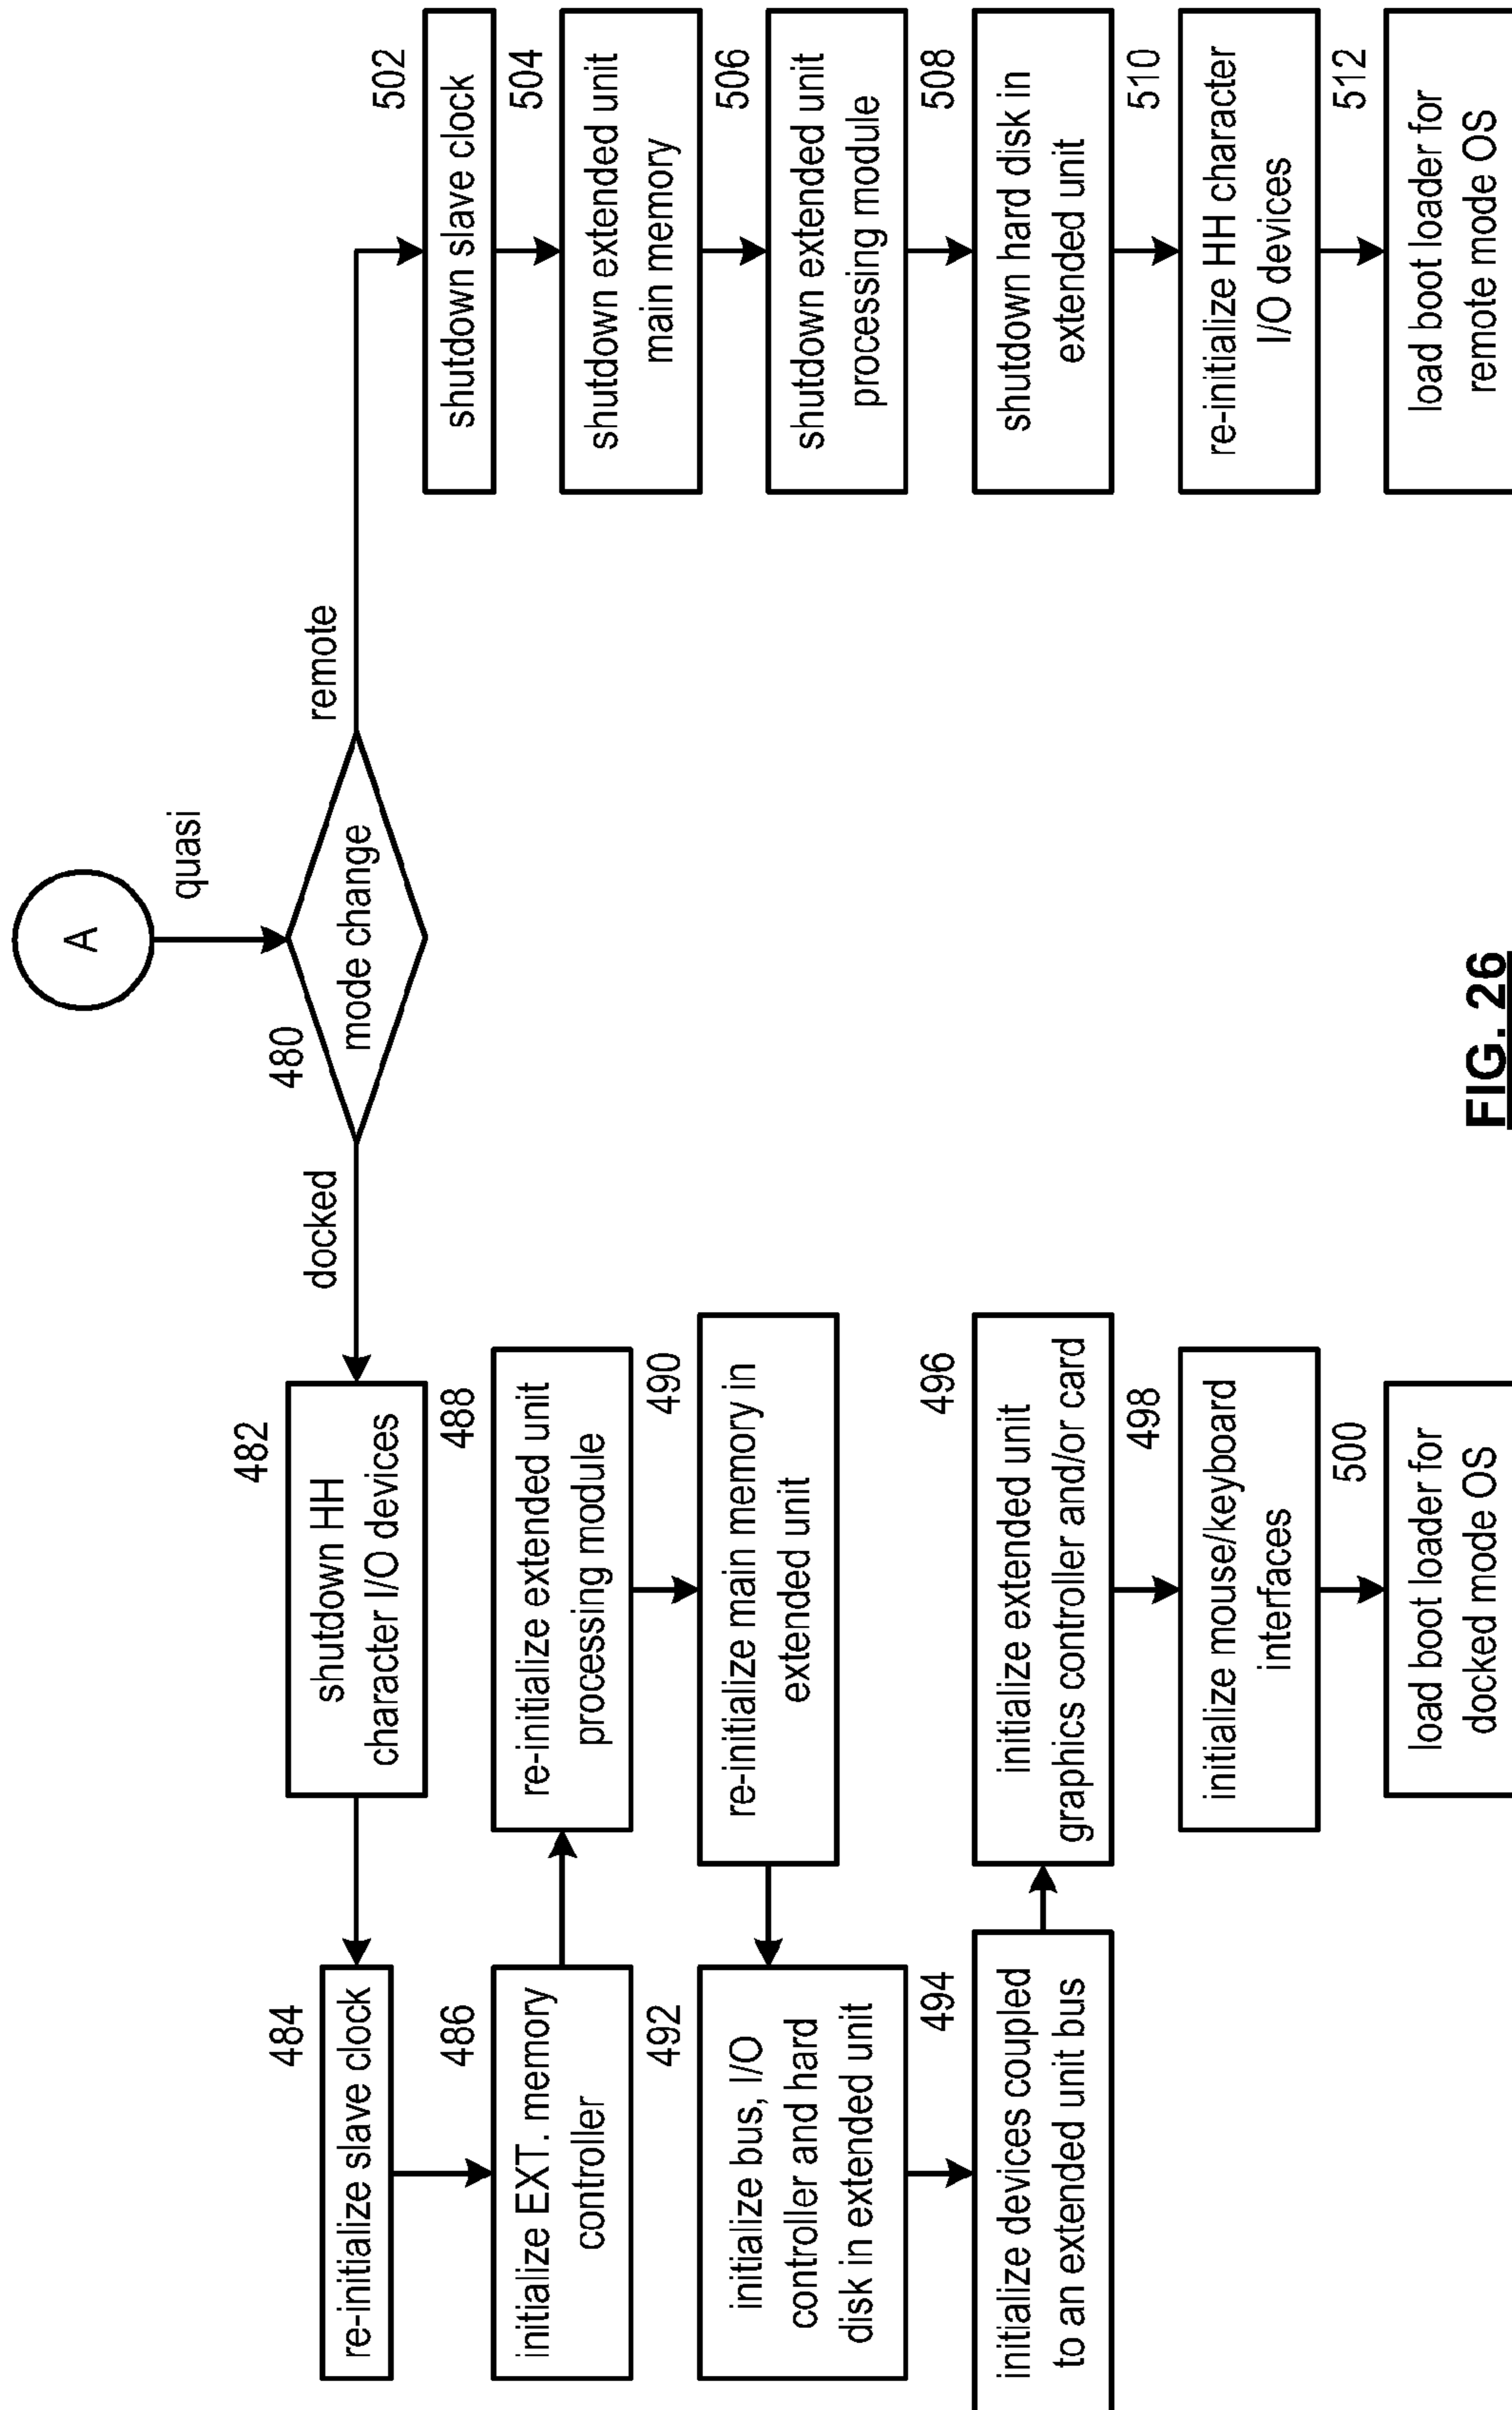 A
quasi
480
mode change
docked
remote
482
shutdown HH
character I/O devices
484
re-initialize slave clock
486
initialize EXT. memory
controller
488
re-initialize extended unit
processing module
490
re-initialize main memory in
extended unit
492
initialize bus, I/O
controller and hard
disk in extended unit
494
initialize devices coupled
to an extended unit bus
496
initialize extended unit
graphics controller and/or card
498
initialize mouse/keyboard
interfaces
500
load boot loader for
docked mode OS
502
shutdown slave clock
504
shutdown extended unit
main memory
506
shutdown extended unit
processing module
508
shutdown hard disk in
extended unit
510
re-initialize HH character
I/O devices
512
load boot loader for
remote mode OS
FIG. 26